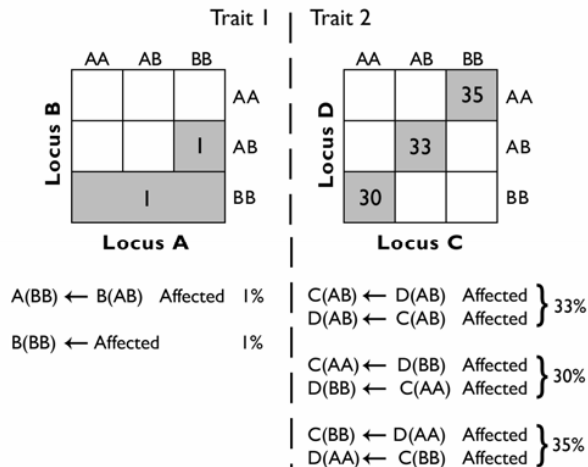 Trait 1
Trait 2
AA AB BB
AA AB BB
Locus B
AA
1
AB
1
BB
Locus A
Locus D
35
AA
33
AB
30
BB
Locus C
A(BB) ← B(AB) Affected 1%
B(BB) ← Affected 1%
C(AB) ← D(AB) Affected
D(AB) ← C(AB) Affected
} 33%
C(AA) ← D(BB) Affected
D(BB) ← C(AA) Affected
} 30%
C(BB) ← D(AA) Affected
D(AA) ← C(BB) Affected
} 35%